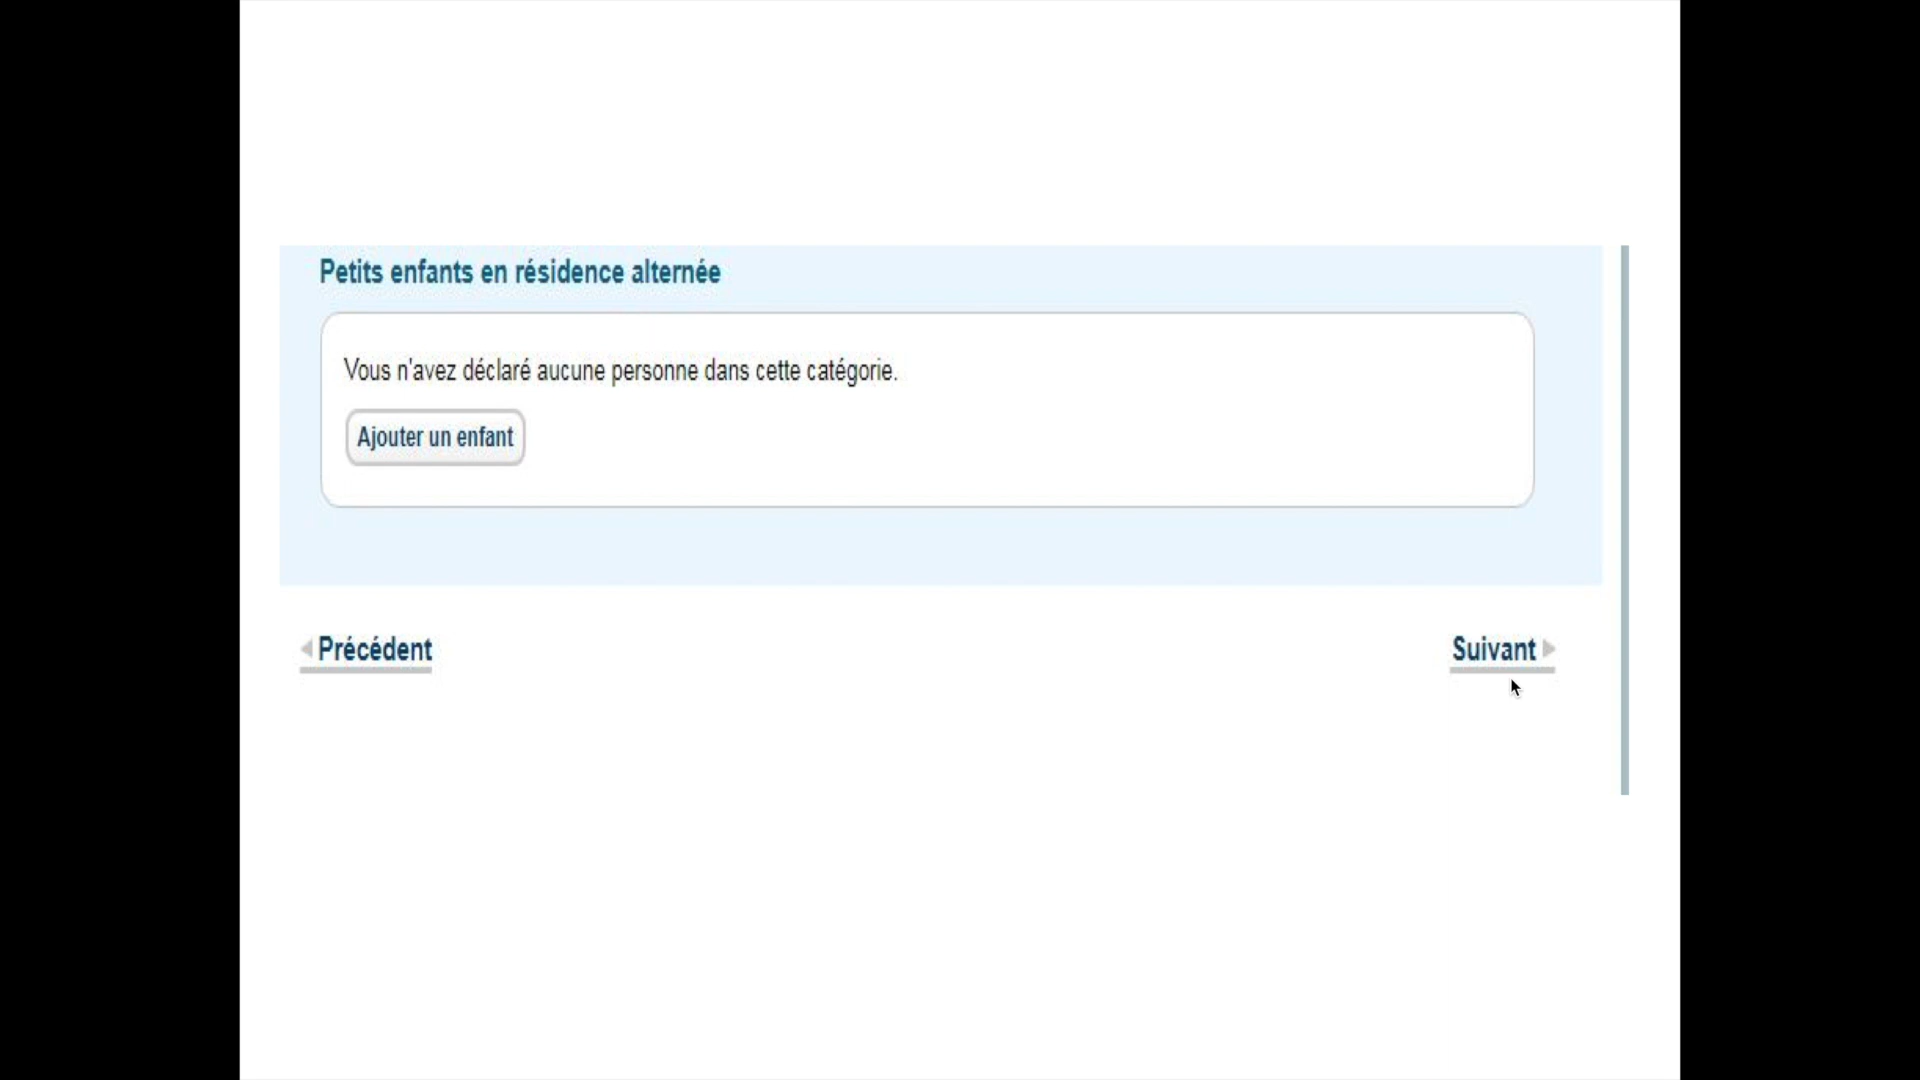 Petits enfants en résidence alternée
Vous n'avez déclaré aucune personne dans cette catégorie.
Ajouter un enfant
Précédent
Suivant